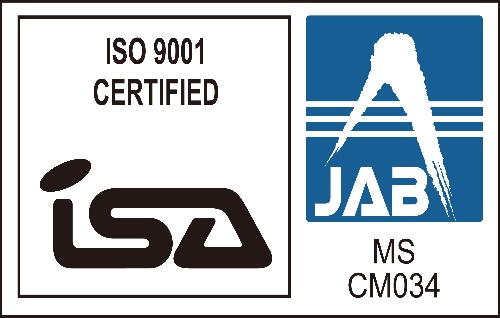 ISO 9001
CERTIFIED
isa
JAB
MS
CM034